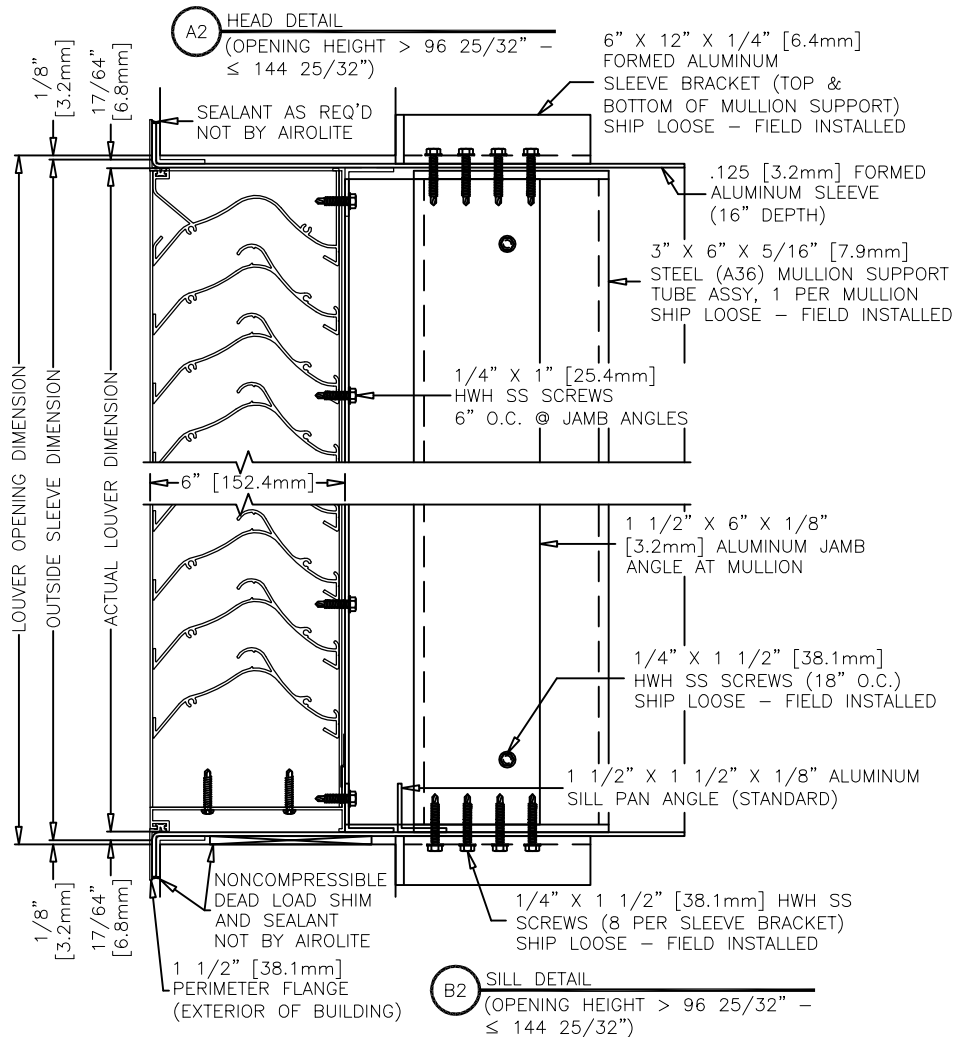 A2
HEAD DETAIL
(OPENING HEIGHT > 96 25/32" –
≤ 144 25/32")
1/8"
[3.2mm]
17/64"
[6.8mm]
SEALANT AS REQ'D
NOT BY AIROLITE
6" X 12" X 1/4" [6.4mm]
FORMED ALUMINUM
SLEEVE BRACKET (TOP &
BOTTOM OF MULLION SUPPORT)
SHIP LOOSE – FIELD INSTALLED
.125 [3.2mm] FORMED
ALUMINUM SLEEVE
(16" DEPTH)
3" X 6" X 5/16" [7.9mm]
STEEL (A36) MULLION SUPPORT
TUBE ASSY, 1 PER MULLION
SHIP LOOSE – FIELD INSTALLED
LOUVER OPENING DIMENSION
OUTSIDE SLEEVE DIMENSION
ACTUAL LOUVER DIMENSION
1/4" X 1" [25.4mm]
HWH SS SCREWS
6" O.C. @ JAMB ANGLES
6" [152.4mm]
1 1/2" X 6" X 1/8"
[3.2mm] ALUMINUM JAMB
ANGLE AT MULLION
1/4" X 1 1/2" [38.1mm]
HWH SS SCREWS (18" O.C.)
SHIP LOOSE – FIELD INSTALLED
1 1/2" X 1 1/2" X 1/8" ALUMINUM
SILL PAN ANGLE (STANDARD)
1/8"
[3.2mm]
17/64"
[6.8mm]
NONCOMPRESSIBLE
DEAD LOAD SHIM
AND SEALANT
NOT BY AIROLITE
1/4" X 1 1/2" [38.1mm] HWH SS
SCREWS (8 PER SLEEVE BRACKET)
SHIP LOOSE – FIELD INSTALLED
1 1/2" [38.1mm]
PERIMETER FLANGE
(EXTERIOR OF BUILDING)
B2
SILL DETAIL
(OPENING HEIGHT > 96 25/32" –
≤ 144 25/32")